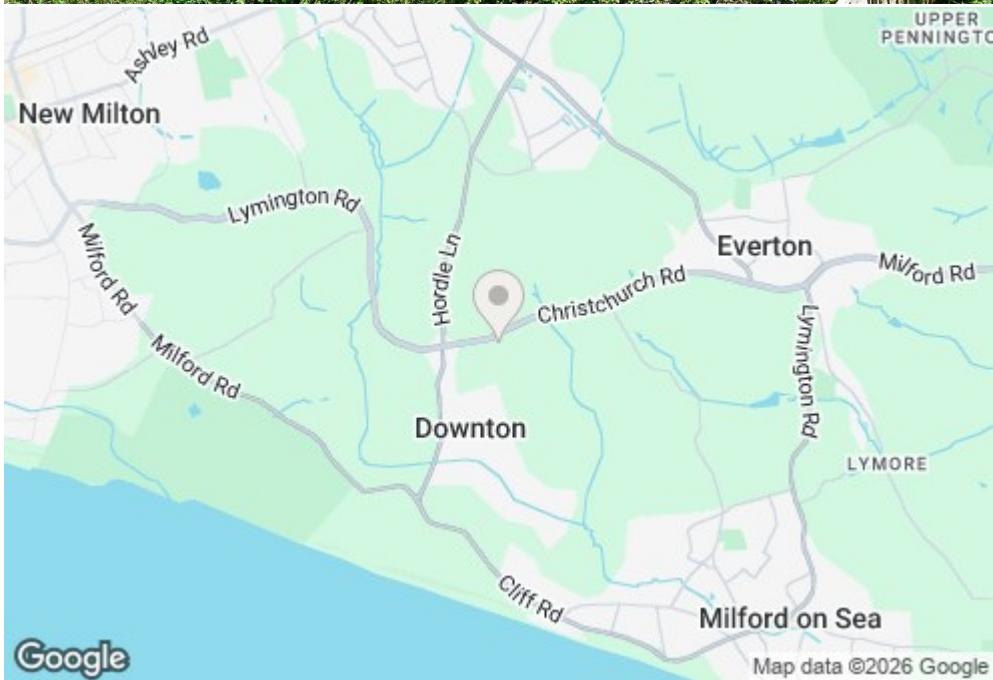 UPPER
PENNINGTO
Ashley Rd
New Milton
Lymington Rd
Milford Rd
Hordle Ln
Everton
Milford Rd
Christchurch Rd
Milford Rd
Lymington Rd
Downton
LYMORE
Cliff Rd
Milford on Sea
Google
Map data ©2026 Google